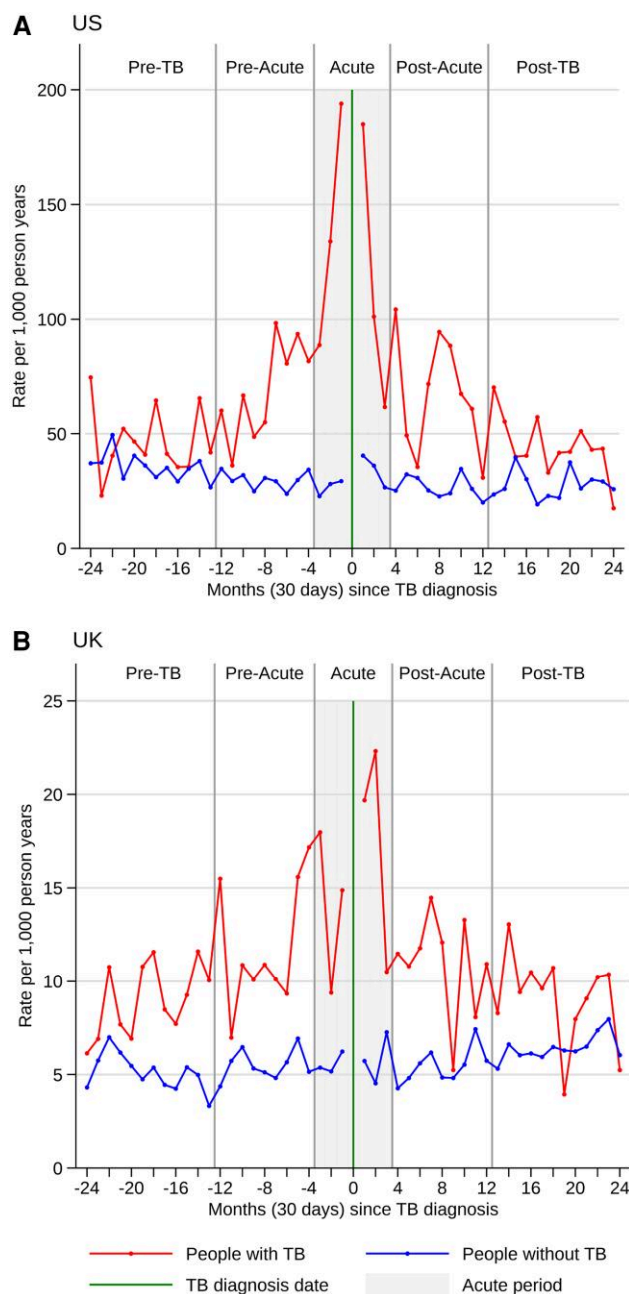 A US
Pre-TB Pre-Acute Acute Post-Acute Post-TB
200
150
100
50
0
Rate per 1,000 person years
-24 -20 -16 -12 -8 -4 0 4 8 12 16 20 24
Months (30 days) since TB diagnosis
B UK
Pre-TB Pre-Acute Acute Post-Acute Post-TB
25
20
15
10
5
0
Rate per 1,000 person years
-24 -20 -16 -12 -8 -4 0 4 8 12 16 20 24
Months (30 days) since TB diagnosis
People with TB People without TB
TB diagnosis date Acute period